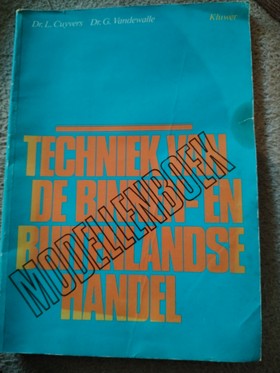 Dr. L. Cuyvers Dr. G. Vandewalle Kluwer
TECHNIEK VAN
DE BINNEN- EN
BUITENLANDSE
HANDEL
MODELLENBOEK